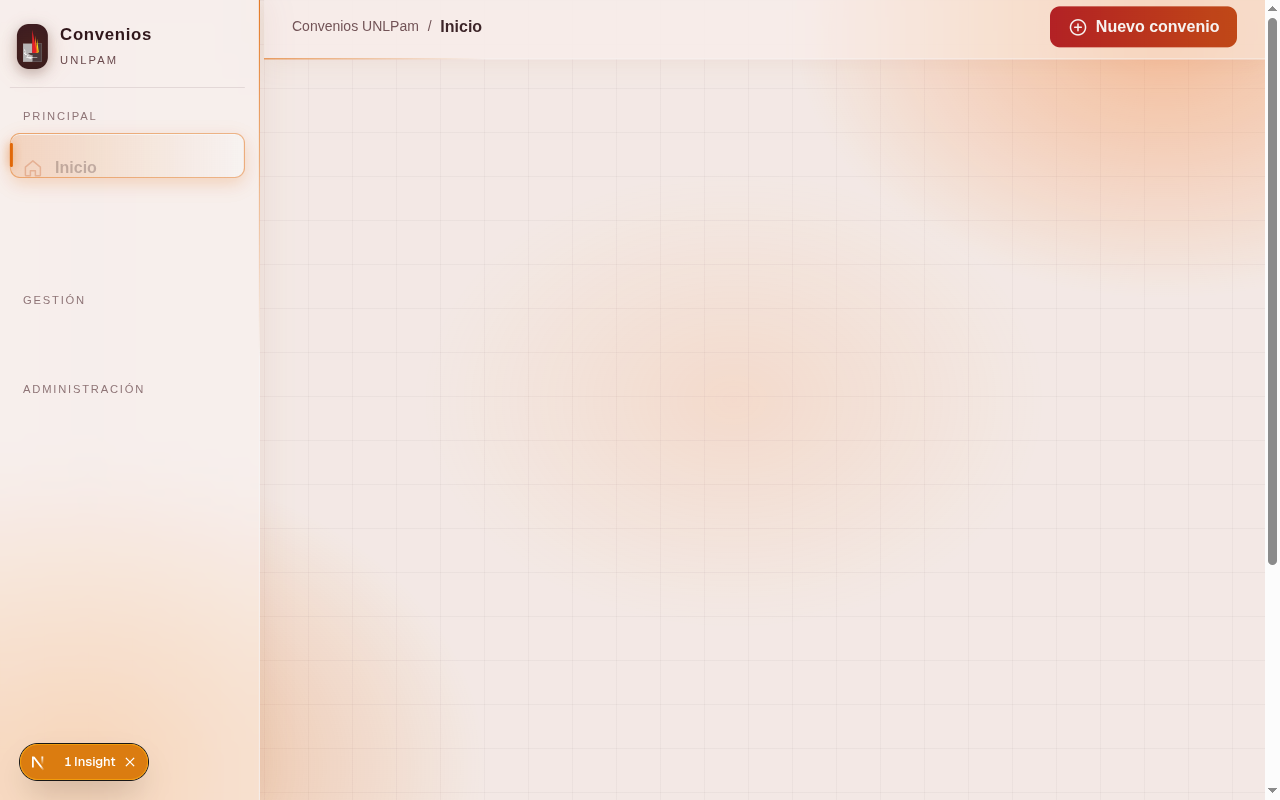 Convenios
UNLPAM
PRINCIPAL
Inicio
GESTIÓN
ADMINISTRACIÓN
1 Insight
Convenios UNLPam / Inicio
Nuevo convenio